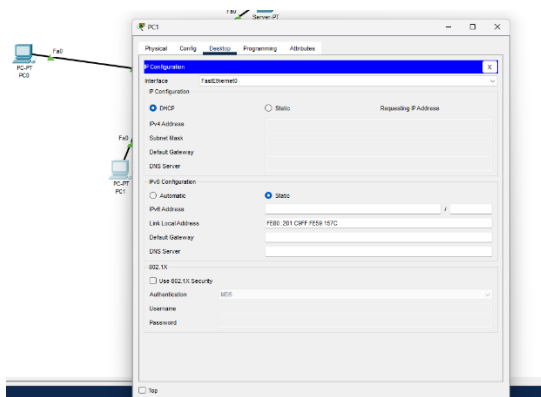 Fa0
Server-PT
PC1
Physical Config Desktop Programming Attributes
Fa0
IP Configuration
X
PC-PT
PC0
Interface FastEthernet0
IP Configuration
DHCP Static Requesting IP Address
IPv4 Address
Subnet Mask
Fa0
Default Gateway
DNS Server
PC-PT
PC1
IPv6 Configuration
Automatic Static
IPv6 Address /
Link Local Address FE80::201:C9FF:FE59:157C
Default Gateway
DNS Server
802.1X
Use 802.1X Security
Authentication MD5
Username
Password
Top